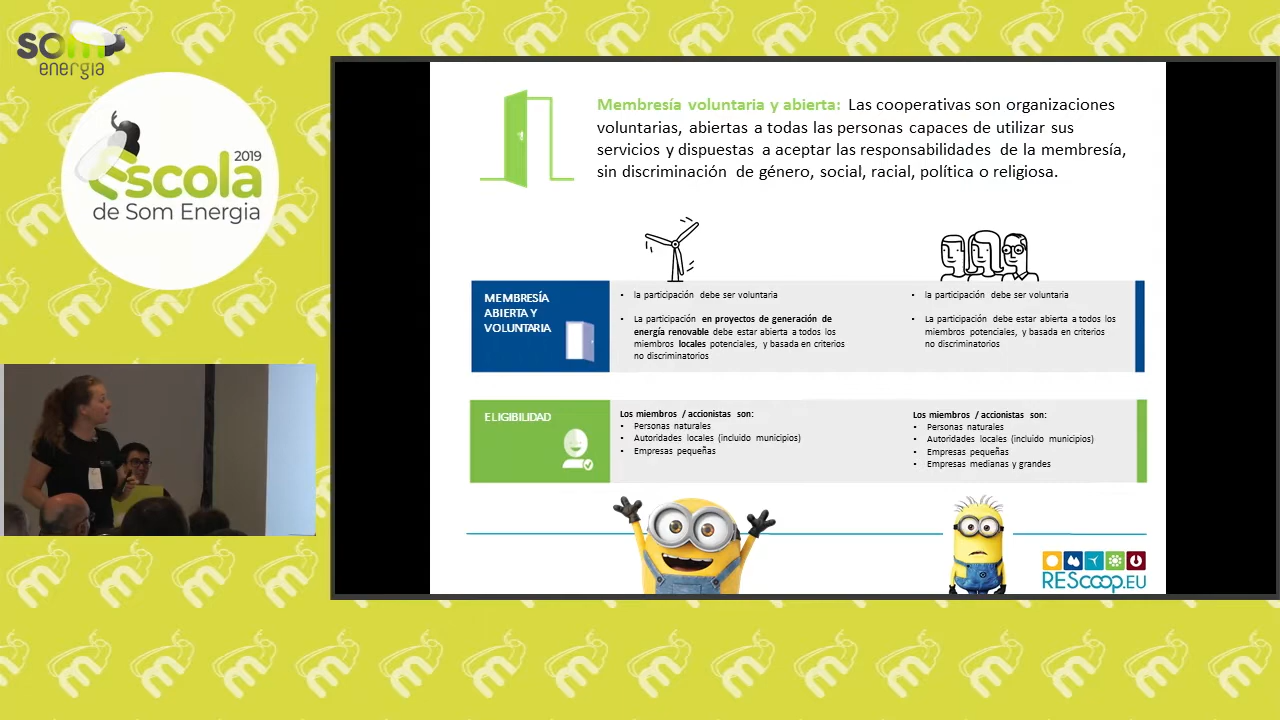 som
energia
2019
Escola
de Som Energia
Membresía voluntaria y abierta: Las cooperativas son organizaciones
voluntarias, abiertas a todas las personas capaces de utilizar sus
servicios y dispuestas a aceptar las responsabilidades de la membresía,
sin discriminación de género, social, racial, política o religiosa.
MEMBRESÍA
ABIERTA Y
VOLUNTARIA
• la participación debe ser voluntaria
• La participación en proyectos de generación de
energía renovable debe estar abierta a todos los
miembros locales potenciales, y basada en criterios
no discriminatorios
• la participación debe ser voluntaria
• La participación debe estar abierta a todos los
miembros potenciales, y basada en criterios
no discriminatorios
ELIGIBILIDAD
Los miembros / accionistas son:
• Personas naturales
• Autoridades locales (incluido municipios)
• Empresas pequeñas
Los miembros / accionistas son:
• Personas naturales
• Autoridades locales (incluido municipios)
• Empresas pequeñas
• Empresas medianas y grandes
REScoop.EU